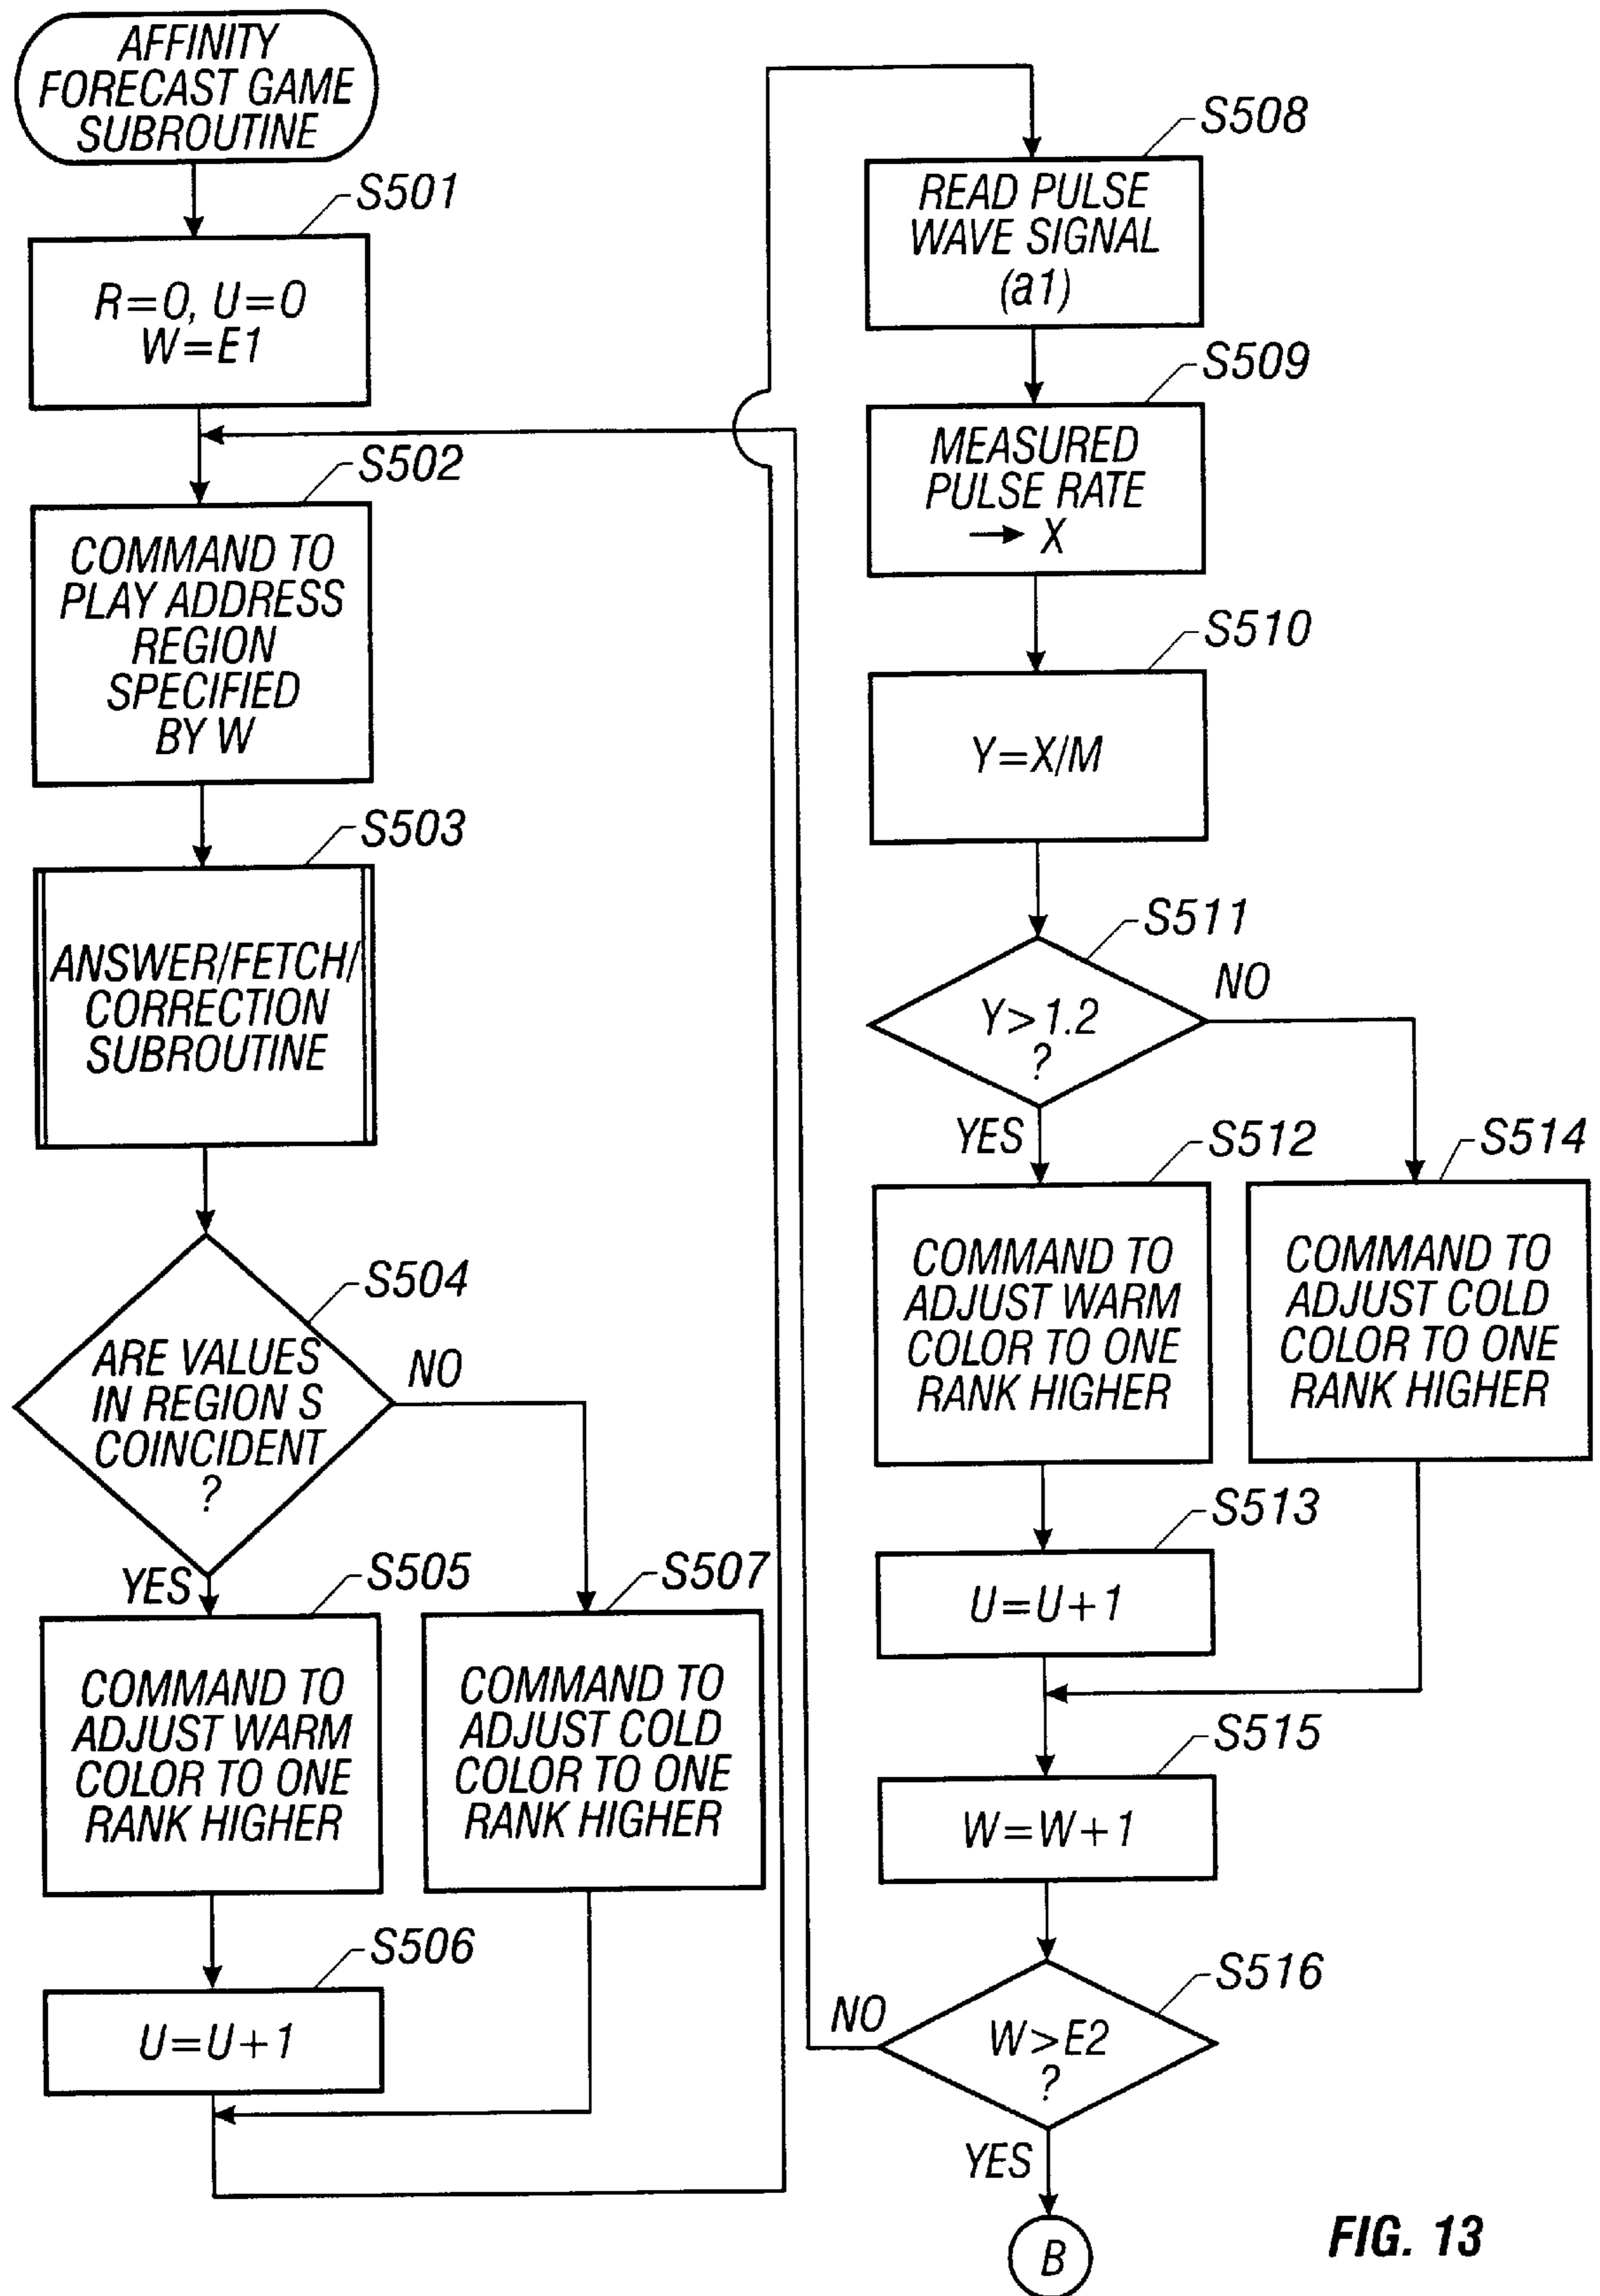 AFFINITY
FORECAST GAME
SUBROUTINE
S501
R=0, U=0
W=E1
S502
COMMAND TO
PLAY ADDRESS
REGION
SPECIFIED
BY W
S503
ANSWER/FETCH/
CORRECTION
SUBROUTINE
S504
ARE VALUES
IN REGION S
COINCIDENT
?
NO
YES
S505
COMMAND TO
ADJUST WARM
COLOR TO ONE
RANK HIGHER
S507
COMMAND TO
ADJUST COLD
COLOR TO ONE
RANK HIGHER
S506
U=U+1
S508
READ PULSE
WAVE SIGNAL
(a1)
S509
MEASURED
PULSE RATE
→ X
S510
Y=X/M
S511
Y>1.2
?
NO
YES
S512
COMMAND TO
ADJUST WARM
COLOR TO ONE
RANK HIGHER
S514
COMMAND TO
ADJUST COLD
COLOR TO ONE
RANK HIGHER
S513
U=U+1
S515
W=W+1
S516
W>E2
?
NO
YES
B
FIG. 13